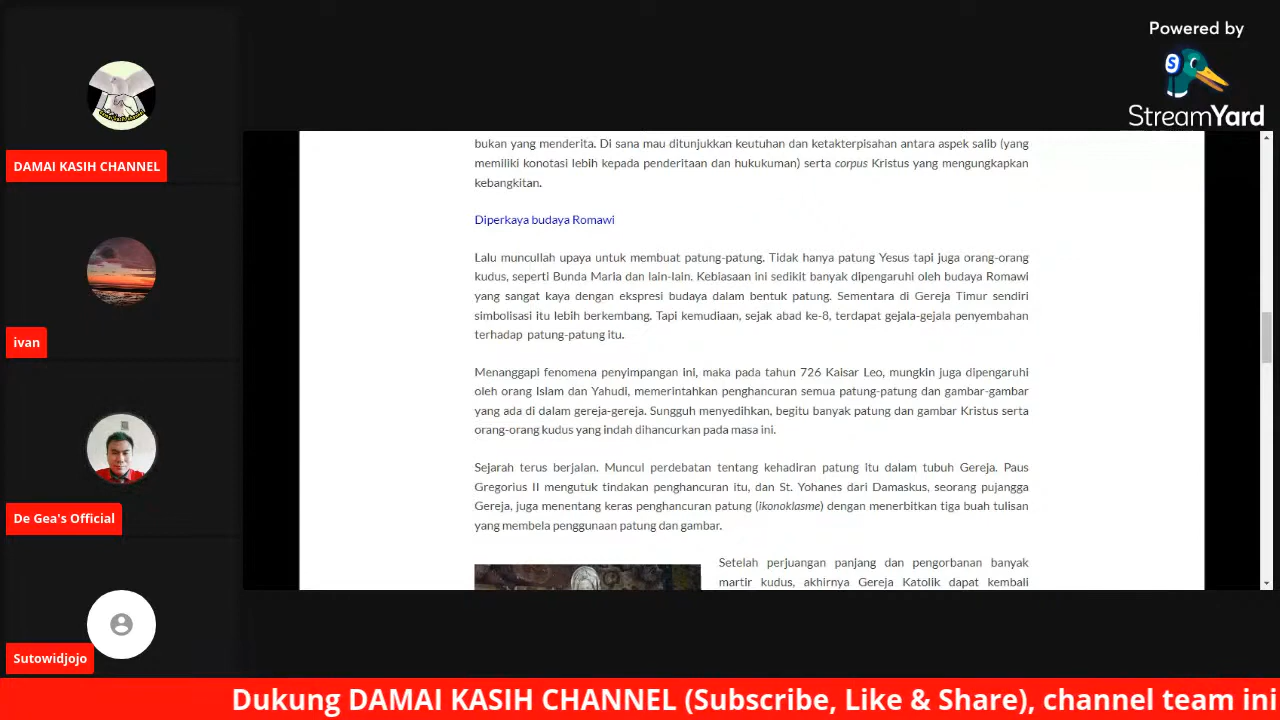 Powered by
S
StreamYard
DAMAI KASIH CHANNEL
ivan
De Gea's Official
Sutowidjojo
bukan yang menderita. Di sana mau ditunjukkan keutuhan dan ketakterpisahan antara aspek salib (yang
memiliki konotasi lebih kepada penderitaan dan hukukuman) serta corpus Kristus yang mengungkapkan
kebangkitan.
Diperkaya budaya Romawi
Lalu muncullah upaya untuk membuat patung-patung. Tidak hanya patung Yesus tapi juga orang-orang
kudus, seperti Bunda Maria dan lain-lain. Kebiasaan ini sedikit banyak dipengaruhi oleh budaya Romawi
yang sangat kaya dengan ekspresi budaya dalam bentuk patung. Sementara di Gereja Timur sendiri
simbolisasi itu lebih berkembang. Tapi kemudiaan, sejak abad ke-8, terdapat gejala-gejala penyembahan
terhadap patung-patung itu.
Menanggapi fenomena penyimpangan ini, maka pada tahun 726 Kaisar Leo, mungkin juga dipengaruhi
oleh orang Islam dan Yahudi, memerintahkan penghancuran semua patung-patung dan gambar-gambar
yang ada di dalam gereja-gereja. Sungguh menyedihkan, begitu banyak patung dan gambar Kristus serta
orang-orang kudus yang indah dihancurkan pada masa ini.
Sejarah terus berjalan. Muncul perdebatan tentang kehadiran patung itu dalam tubuh Gereja. Paus
Gregorius II mengutuk tindakan penghancuran itu, dan St. Yohanes dari Damaskus, seorang pujangga
Gereja, juga menentang keras penghancuran patung (ikonoklasme) dengan menerbitkan tiga buah tulisan
yang membela penggunaan patung dan gambar.
Setelah perjuangan panjang dan pengorbanan banyak
martir kudus, akhirnya Gereja Katolik dapat kembali
Dukung DAMAI KASIH CHANNEL (Subscribe, Like & Share), channel team ini